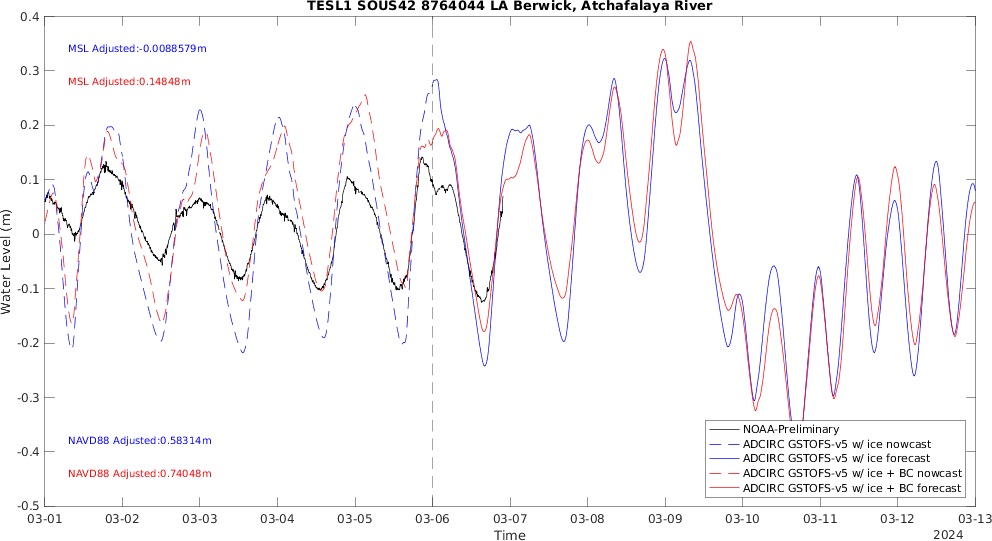 TESL1 SOUS42 8764044 LA Berwick, Atchafalaya River
0.4
0.3
0.2
0.1
0
-0.1
-0.2
-0.3
-0.4
-0.5
Water Level (m)
MSL Adjusted:-0.0088579m
MSL Adjusted:0.14848m
NAVD88 Adjusted:0.58314m
NAVD88 Adjusted:0.74048m
NOAA-Preliminary
ADCIRC GSTOFS-v5 w/ ice nowcast
ADCIRC GSTOFS-v5 w/ ice forecast
ADCIRC GSTOFS-v5 w/ ice + BC nowcast
ADCIRC GSTOFS-v5 w/ ice + BC forecast
03-01 03-02 03-03 03-04 03-05 03-06 03-07 03-08 03-09 03-10 03-11 03-12 03-13
Time
2024